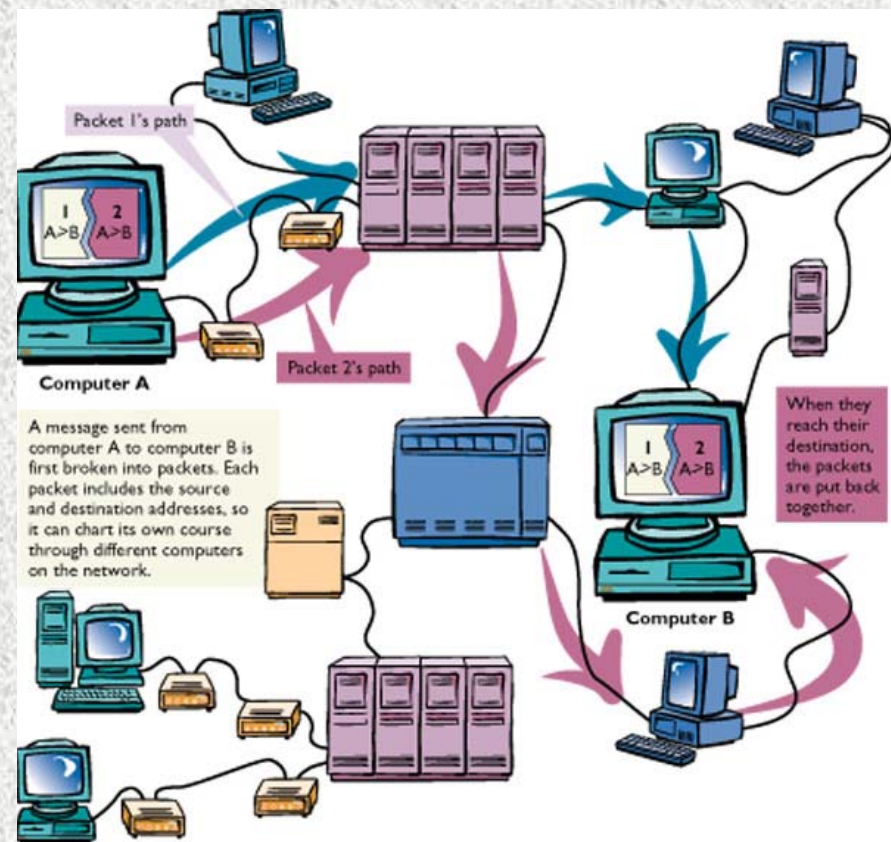 Packet 1's path
1
A>B
2
A>B
Computer A
Packet 2's path
A message sent from
computer A to computer B is
first broken into packets. Each
packet includes the source
and destination addresses, so
it can chart its own course
through different computers
on the network.
1
A>B
2
A>B
Computer B
When they
reach their
destination,
the packets
are put back
together.